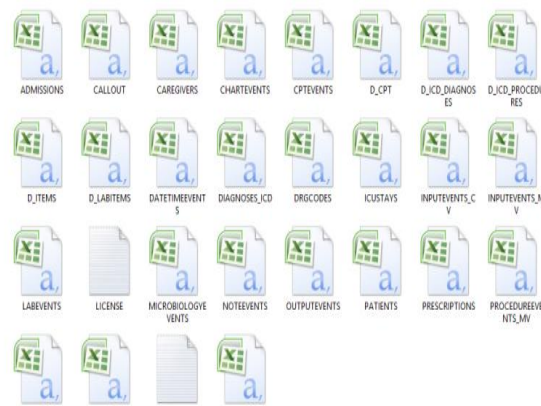 ADMISSIONS
CALLOUT
CAREGIVERS
CHARTEVENTS
CPTEVENTS
D_CPT
D_ICD_DIAGNOS
ES
D_ICD_PROCEDU
RES
D_ITEMS
D_LABITEMS
DATETIMEEVENT
S
DIAGNOSES_ICD
DRGCODES
ICUSTAYS
INPUTEVENTS_C
V
INPUTEVENTS_M
V
LABEVENTS
LICENSE
MICROBIOLOGYE
VENTS
NOTEEVENTS
OUTPUTEVENTS
PATIENTS
PRESCRIPTIONS
PROCEDUREEVE
NTS_MV